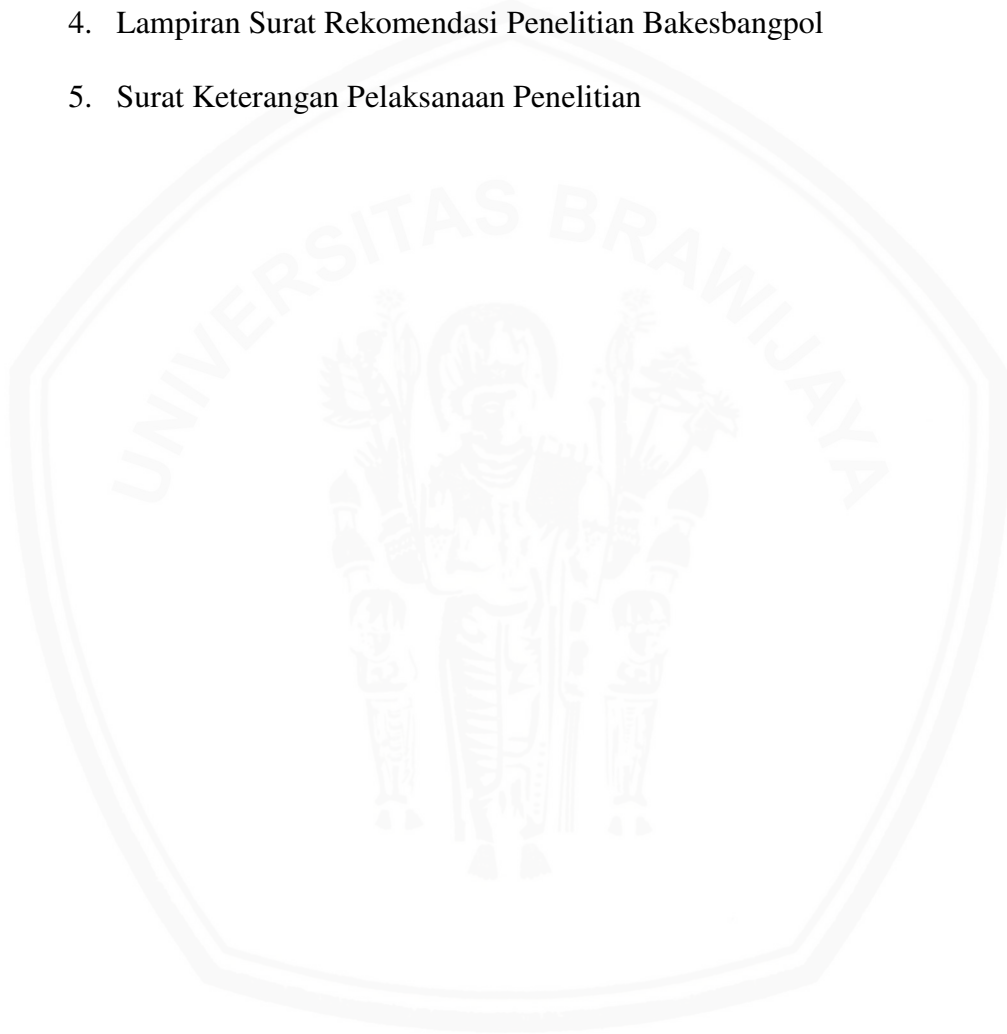 4. Lampiran Surat Rekomendasi Penelitian Bakesbangpol
5. Surat Keterangan Pelaksanaan Penelitian
UNIVERSITAS BRAWIJAYA